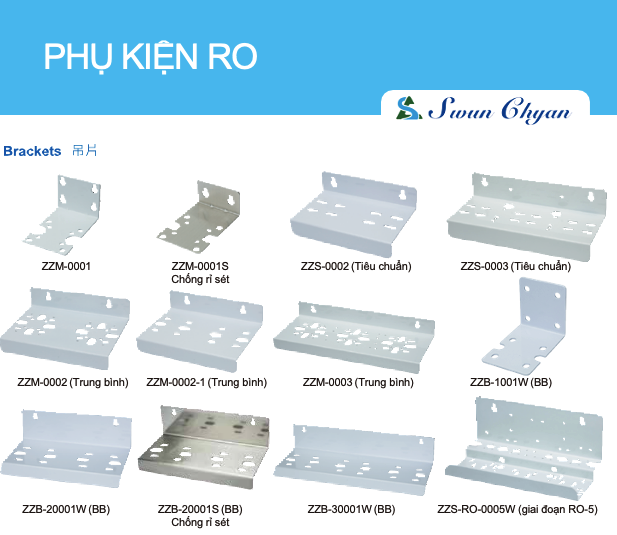 PHỤ KIỆN RO
Swun Chyan
Brackets 吊片
ZZM-0001
ZZM-0001S
Chống rỉ sét
ZZS-0002 (Tiêu chuẩn)
ZZS-0003 (Tiêu chuẩn)
ZZM-0002 (Trung bình)
ZZM-0002-1 (Trung bình)
ZZM-0003 (Trung bình)
ZZB-1001W (BB)
ZZB-20001W (BB)
ZZB-20001S (BB)
Chống rỉ sét
ZZB-30001W (BB)
ZZS-RO-0005W (giai đoạn RO-5)